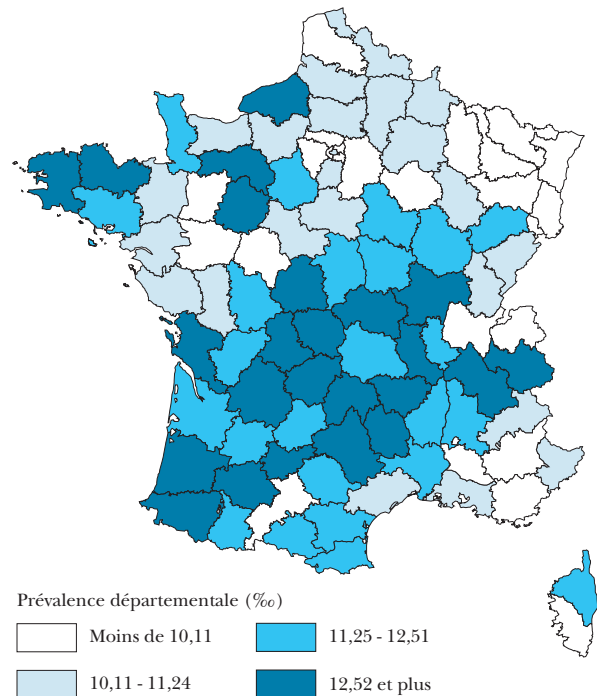 Prévalence départementale (‰)
Moins de 10,11
11,25 - 12,51
10,11 - 11,24
12,52 et plus